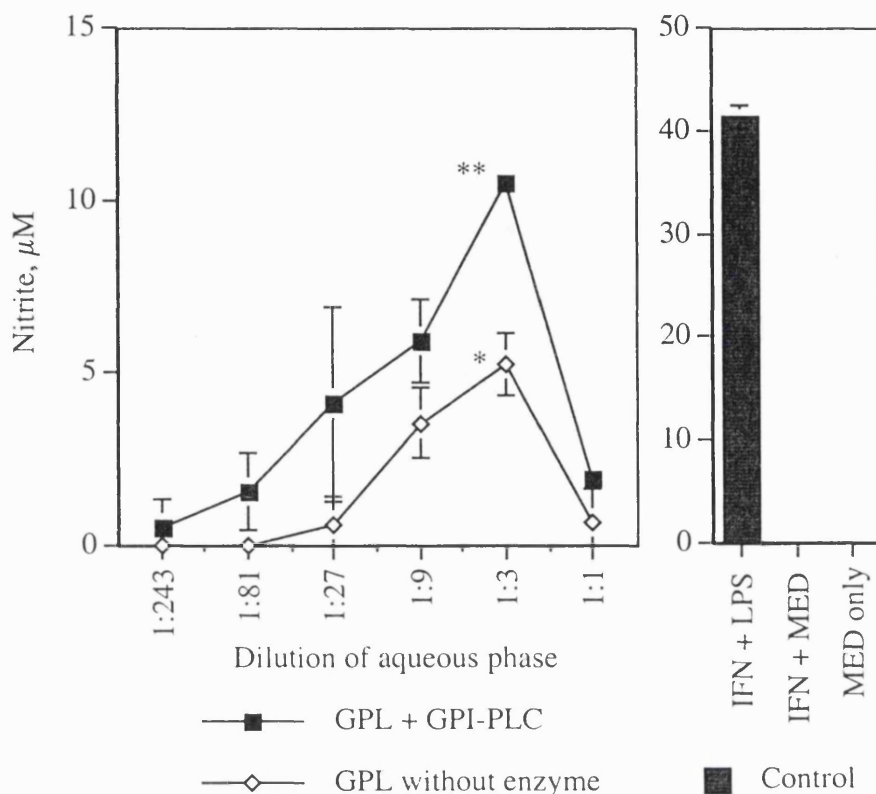 15
10
5
0
Nitrite, µM
**
*
1:243
1:81
1:27
1:9
1:3
1:1
Dilution of aqueous phase
GPL + GPI-PLC
GPL without enzyme
50
40
30
20
10
0
IFN + LPS
IFN + MED
MED only
Control